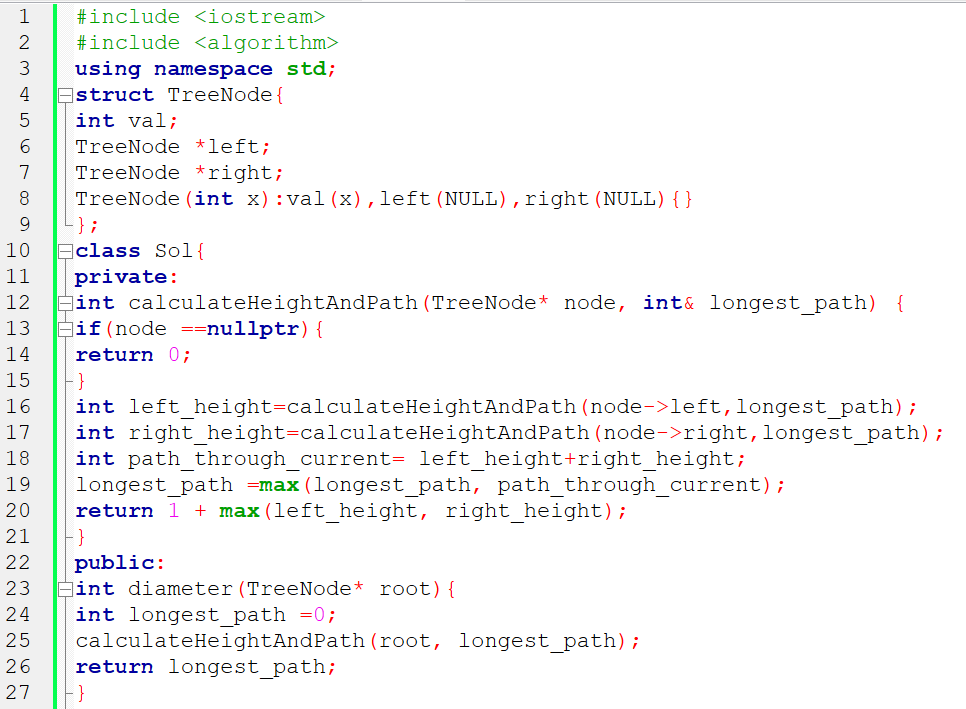 1 #include <iostream>
2 #include <algorithm>
3 using namespace std;
4 struct TreeNode{
5 int val;
6 TreeNode *left;
7 TreeNode *right;
8 TreeNode(int x):val(x),left(NULL),right(NULL){}
9 };
10 class Sol{
11 private:
12 int calculateHeightAndPath(TreeNode* node, int& longest_path) {
13 if(node ==nullptr){
14 return 0;
15 }
16 int left_height=calculateHeightAndPath(node->left,longest_path);
17 int right_height=calculateHeightAndPath(node->right,longest_path);
18 int path_through_current= left_height+right_height;
19 longest_path =max(longest_path, path_through_current);
20 return 1 + max(left_height, right_height);
21 }
22 public:
23 int diameter(TreeNode* root){
24 int longest_path =0;
25 calculateHeightAndPath(root, longest_path);
26 return longest_path;
27 }